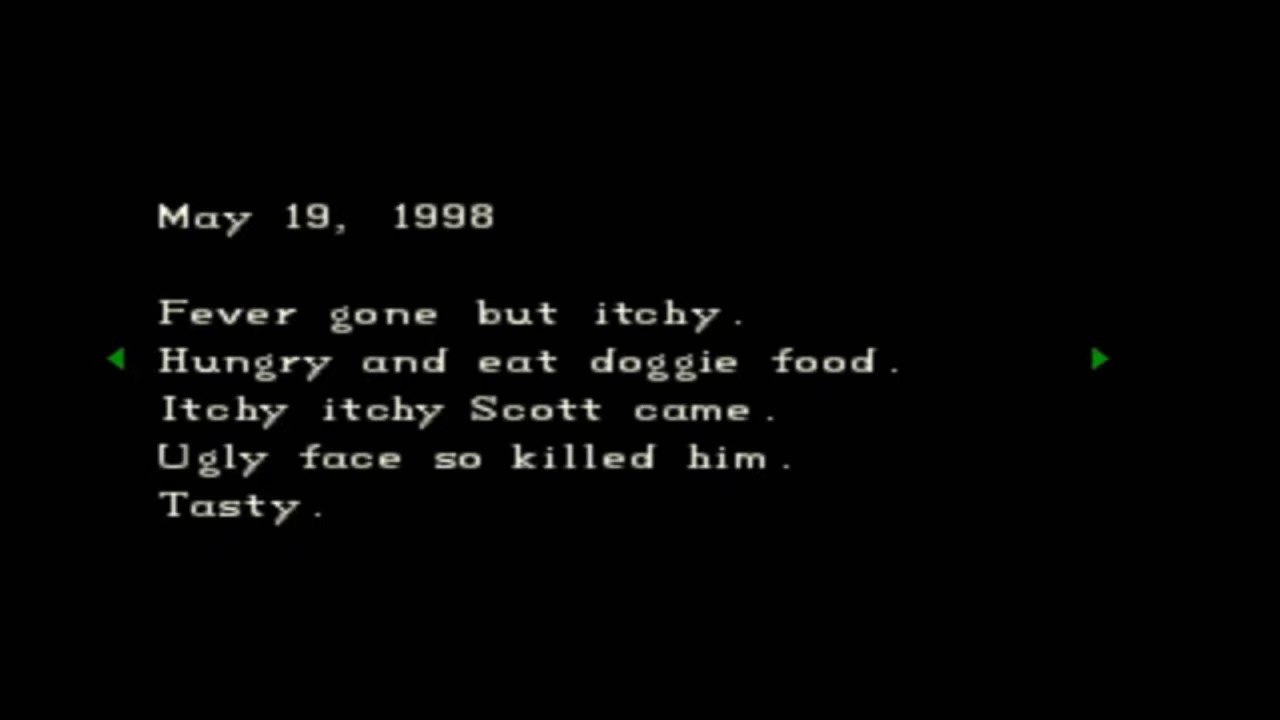 May 19, 1998
Fever gone but itchy.
Hungry and eat doggie food.
Itchy itchy Scott came.
Ugly face so killed him.
Tasty.